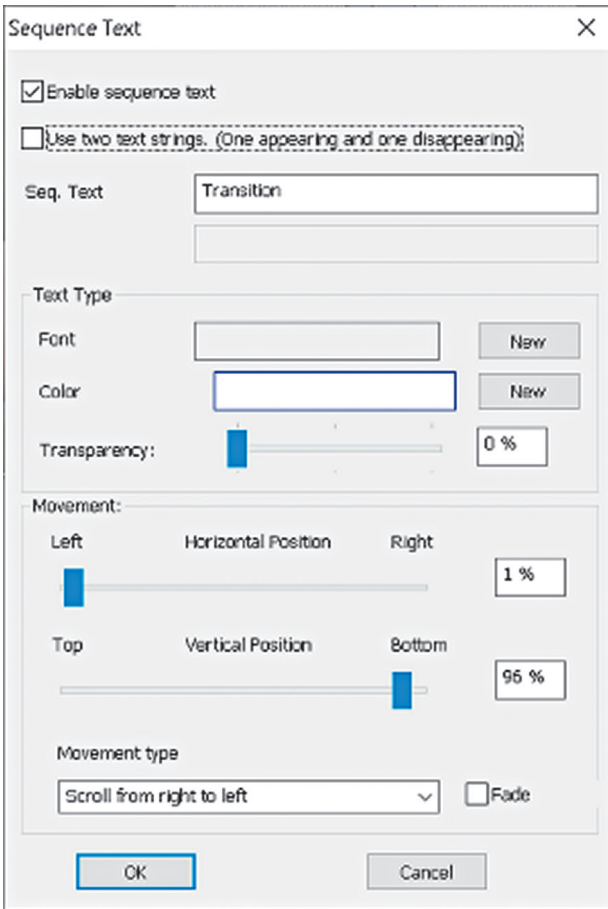 Sequence Text
Enable sequence text
Use two text strings. (One appearing and one disappearing)
Seq. Text Transition
Text Type
Font New
Color New
Transparency: 0 %
Movement:
Left Horizontal Position Right
1 %
Top Vertical Position Bottom
96 %
Movement type
Scroll from right to left Fade
OK Cancel